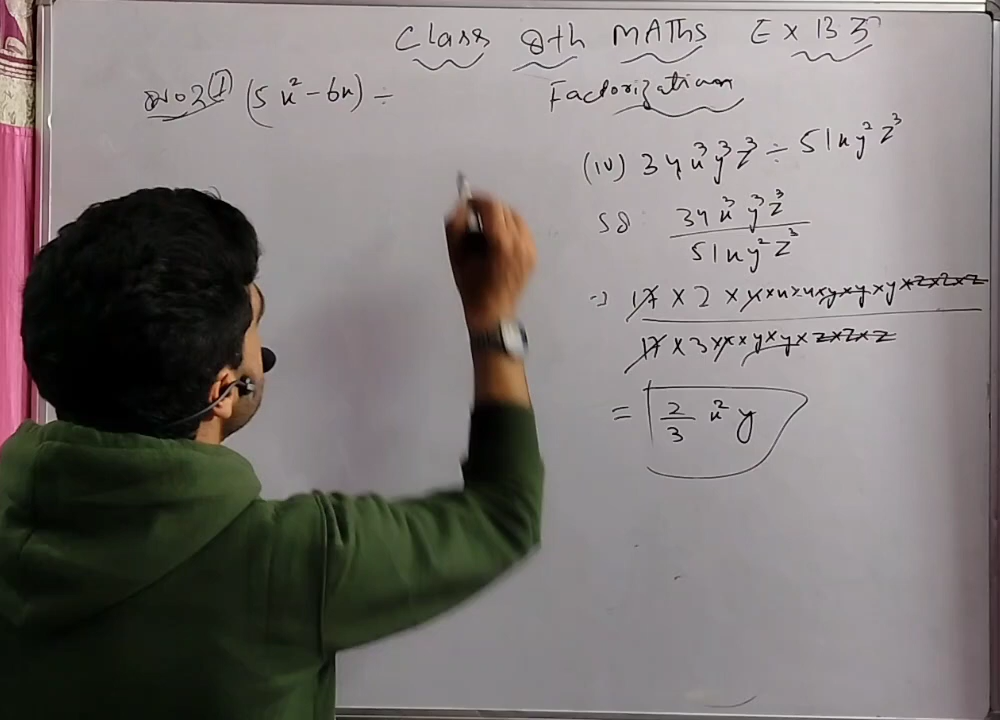 Class 8th MATHs Ex 13 3
Factorization
Q No 2 (I) (5x² - 6x) ÷
(iv) 34x³y³z³ ÷ 51xy²z³
so 34x³y³z³
51xy²z³
→ 17 × 2 × x × x × x × y × y × y × z × z × z
17 × 3 × x × y × y × z × z × z
= 2/3 x² y